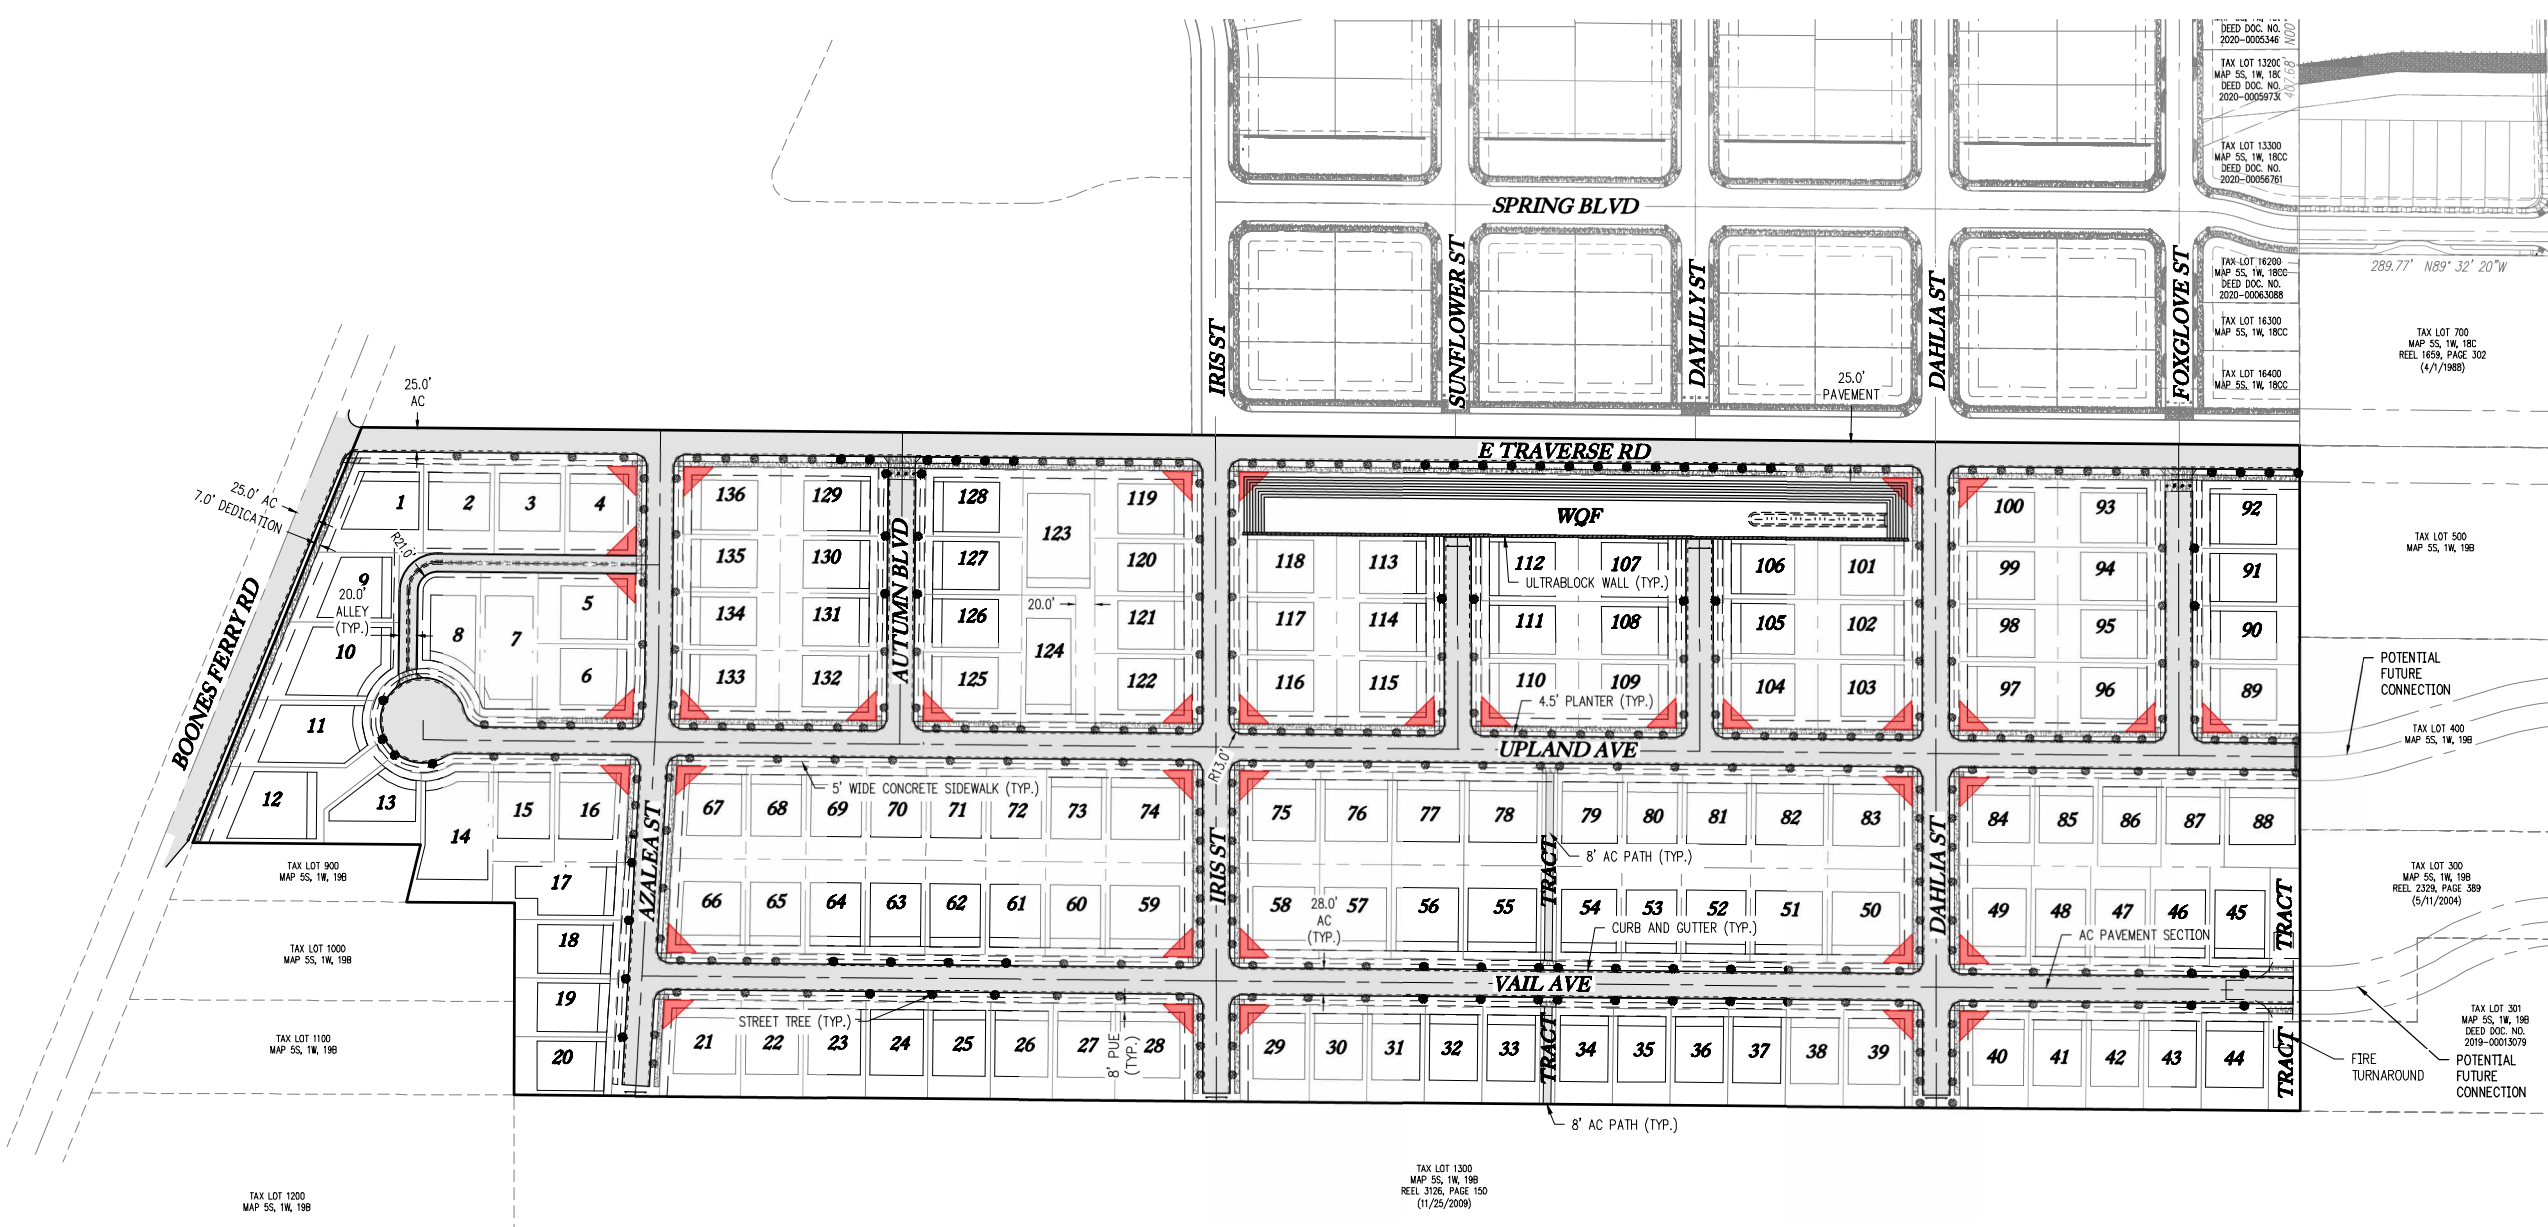 DEED DOC. NO.
2020-0005346
N00°
TAX LOT 13200
MAP 5S, 1W, 18C
DEED DOC. NO.
2020-0005973
407.68'
TAX LOT 13300
MAP 5S, 1W, 18CC
DEED DOC. NO.
2020-00056761
SPRING BLVD
TAX LOT 16200
MAP 5S, 1W, 18CC
DEED DOC. NO.
2020-00063088
289.77' N89° 32' 20"W
TAX LOT 16300
MAP 5S, 1W, 18CC
TAX LOT 16400
MAP 5S, 1W, 18CC
TAX LOT 700
MAP 5S, 1W, 18C
REEL 1659, PAGE 302
(4/1/1988)
IRIS ST
SUNFLOWER ST
DAYLILY ST
DAHLIA ST
FOXGLOVE ST
25.0'
AC
25.0'
PAVEMENT
E TRAVERSE RD
25.0' AC
7.0' DEDICATION
BOONES FERRY RD
R21.0'
20.0'
ALLEY
(TYP.)
1
2
3
4
136
129
128
123
119
WQF
100
93
92
135
130
127
120
118
113
112
107
106
101
99
94
91
ULTRABLOCK WALL (TYP.)
TAX LOT 500
MAP 5S, 1W, 19B
9
5
8
7
134
131
AUTUMN BLVD
126
20.0'
121
117
114
111
108
105
102
98
95
90
10
6
133
132
125
124
122
116
115
110
109
104
103
97
96
89
4.5' PLANTER (TYP.)
POTENTIAL
FUTURE
CONNECTION
11
UPLAND AVE
R13.0'
TAX LOT 400
MAP 5S, 1W, 19B
5' WIDE CONCRETE SIDEWALK (TYP.)
12
13
14
15
16
67
68
69
70
71
72
73
74
75
76
77
78
79
80
81
82
83
84
85
86
87
88
AZALEA ST
IRIS ST
TRACT
8' AC PATH (TYP.)
DAHLIA ST
TAX LOT 900
MAP 5S, 1W, 19B
TAX LOT 300
MAP 5S, 1W, 19B
REEL 2329, PAGE 389
(5/11/2004)
17
66
65
64
63
62
61
60
59
58
28.0'
AC
(TYP.)
57
56
55
54
53
52
51
50
49
48
47
46
45
TRACT
CURB AND GUTTER (TYP.)
AC PAVEMENT SECTION
18
TAX LOT 1000
MAP 5S, 1W, 19B
VAIL AVE
19
STREET TREE (TYP.)
TAX LOT 1100
MAP 5S, 1W, 19B
20
21
22
23
24
25
26
27
8' PUE
(TYP.)
28
29
30
31
32
33
TRACT
34
35
36
37
38
39
40
41
42
43
44
TRACT
FIRE
TURNAROUND
TAX LOT 301
MAP 5S, 1W, 19B
DEED DOC. NO.
2019-00013079
POTENTIAL
FUTURE
CONNECTION
8' AC PATH (TYP.)
TAX LOT 1300
MAP 5S, 1W, 19B
REEL 3126, PAGE 150
(11/25/2009)
TAX LOT 1200
MAP 5S, 1W, 19B